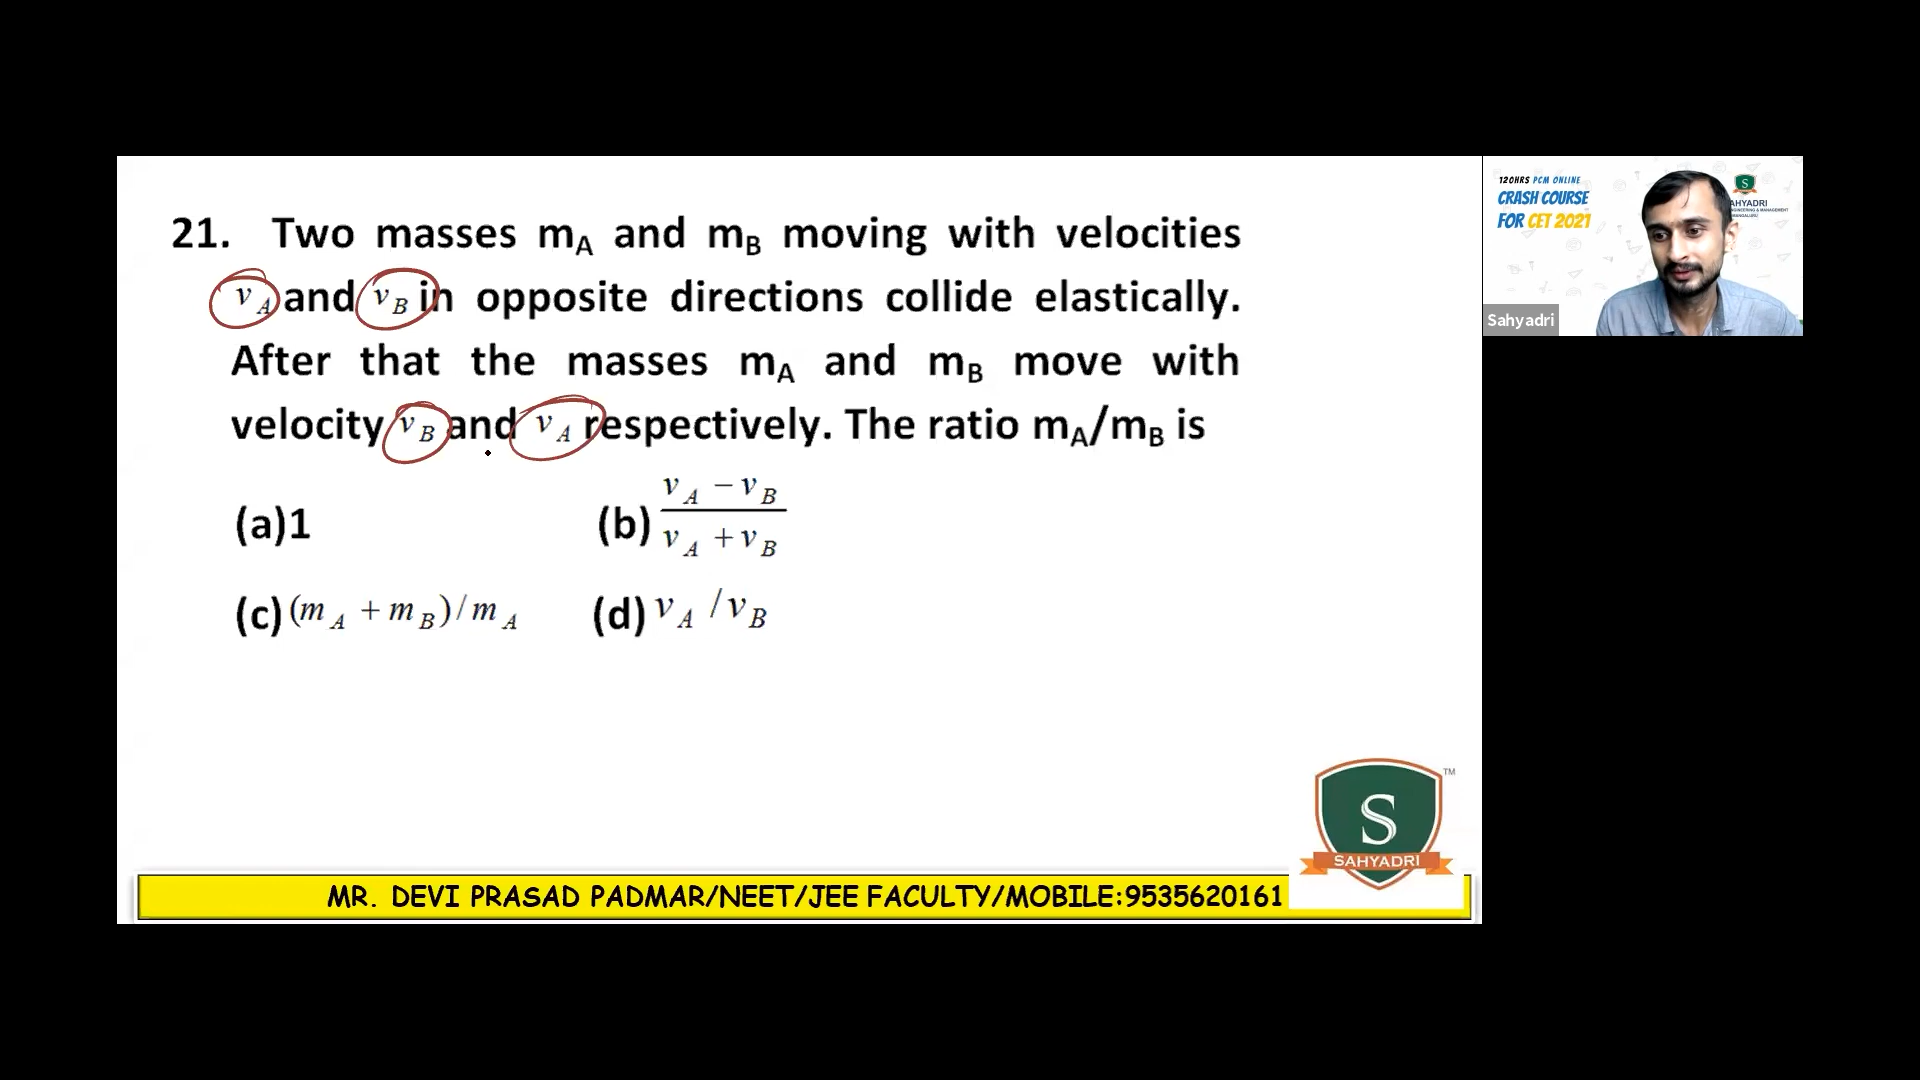 21. Two masses mA and mB moving with velocities
vA and vB in opposite directions collide elastically.
After that the masses mA and mB move with
velocity vB and vA respectively. The ratio mA/mB is
(a)1 (b) vA − vB / vA + vB
(c) (mA + mB)/mA (d) vA /vB
120HRS PCM ONLINE
CRASH COURSE
FOR CET 2021
S
AHYADRI
Sahyadri
S
TM
SAHYADRI
MR. DEVI PRASAD PADMAR/NEET/JEE FACULTY/MOBILE:9535620161